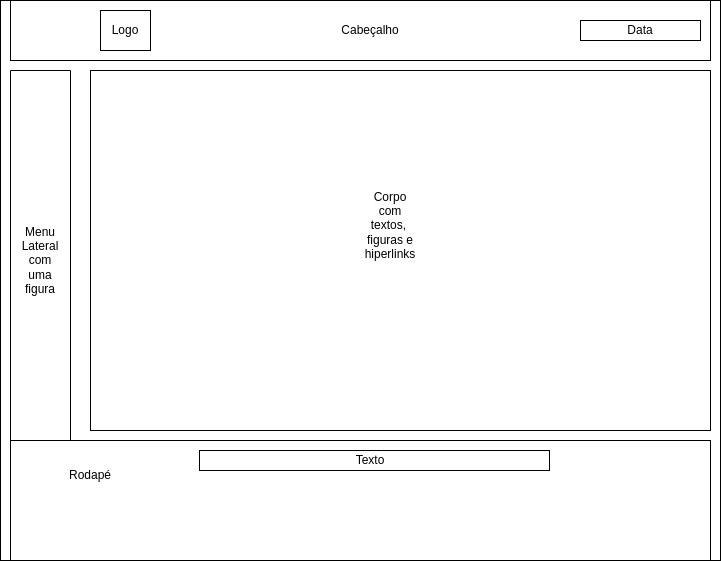 Logo
Cabeçalho
Data
Menu
Lateral
com
uma
figura
Corpo
com
textos,
figuras e
hiperlinks
Texto
Rodapé